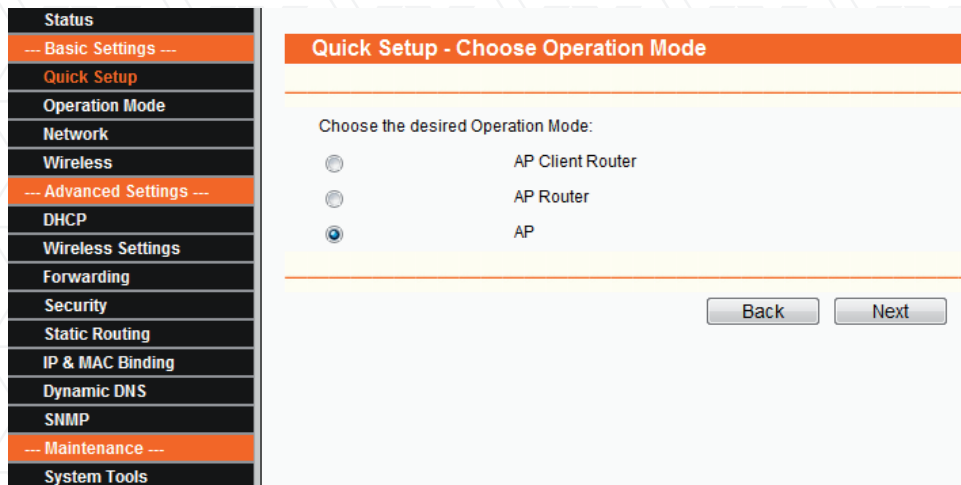 Status
--- Basic Settings ---
Quick Setup
Operation Mode
Network
Wireless
--- Advanced Settings ---
DHCP
Wireless Settings
Forwarding
Security
Static Routing
IP & MAC Binding
Dynamic DNS
SNMP
--- Maintenance ---
System Tools
Quick Setup - Choose Operation Mode
Choose the desired Operation Mode:
AP Client Router
AP Router
AP
Back Next